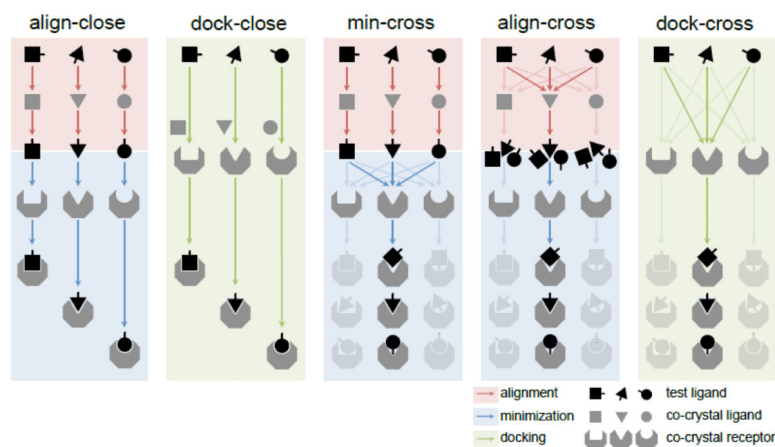 align-close
dock-close
min-cross
align-cross
dock-cross
alignment
test ligand
minimization
co-crystal ligand
docking
co-crystal receptor